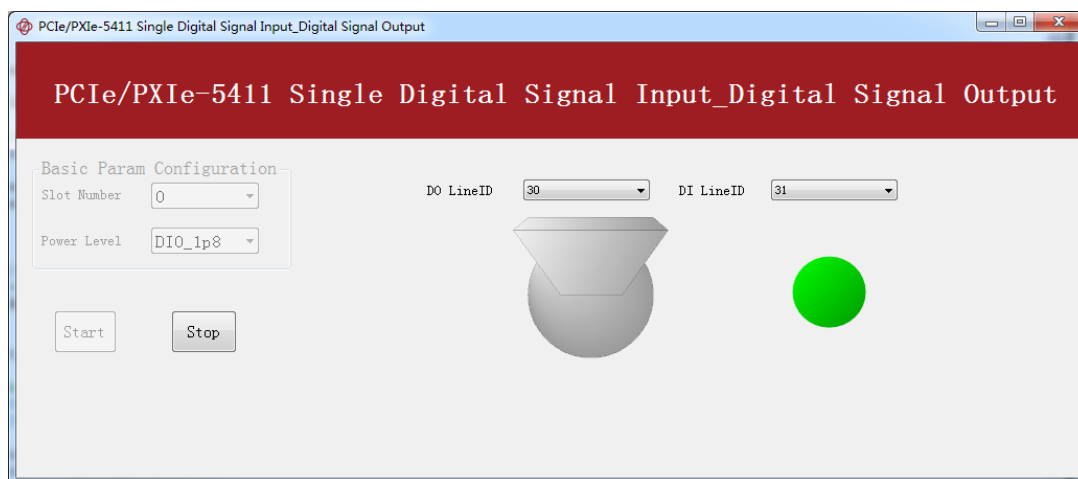 PCIe/PXIe-5411 Single Digital Signal Input_Digital Signal Output
PCIe/PXIe-5411 Single Digital Signal Input_Digital Signal Output
Basic Param Configuration
Slot Number 0
DO LineID 30 DI LineID 31
Power Level DIO_1p8
Start Stop